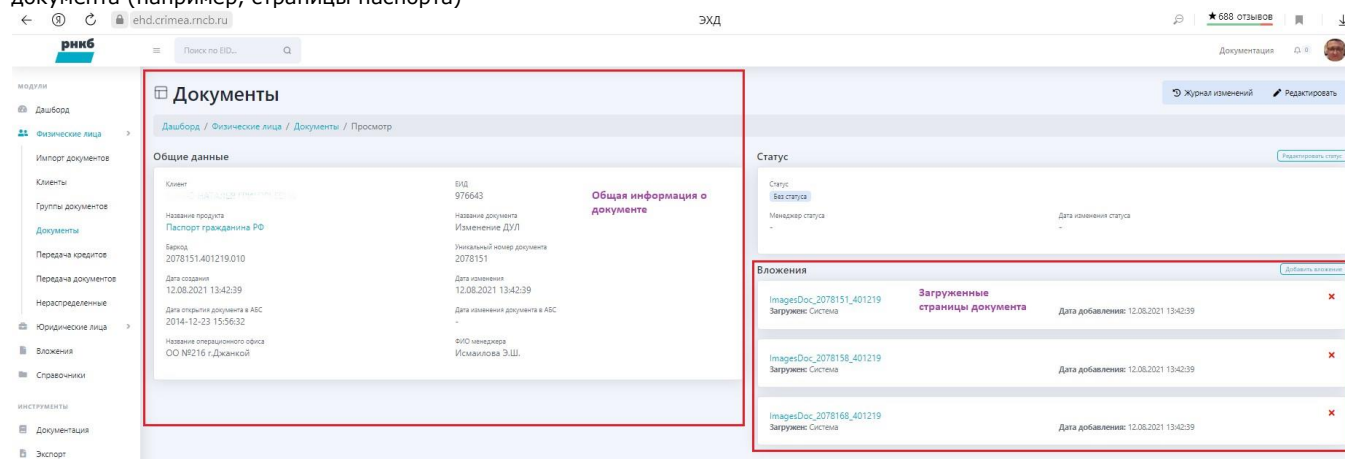 документа (например, страницы паспорта)
ehd.crimea.rncb.ru
ЭХД
★688 отзывов
рнкб
Поиск по EID...
Документация
0
МОДУЛИ
Дашборд
Физические лица
Импорт документов
Клиенты
Группы документов
Документы
Передача кредитов
Передача документов
Нераспределенные
Юридические лица
Вложения
Справочники
ИНСТРУМЕНТЫ
Документация
Экспорт
Документы
Журнал изменений
Редактировать
Дашборд / Физические лица / Документы / Просмотр
Общие данные
Клиент
ЕИД
976643
Общая информация о
документе
Название продукта
Паспорт гражданина РФ
Название документа
Изменение ДУЛ
Баркод
2078151.401219.010
Уникальный номер документа
2078151
Дата создания
12.08.2021 13:42:39
Дата изменения
12.08.2021 13:42:39
Дата открытия документа в АБС
2014-12-23 15:56:32
Дата изменения документа в АБС
-
Название операционного офиса
ОО №216 г.Джанкой
ФИО менеджера
Исмаилова Э.Ш.
Статус
Редактировать статус
Статус
Без статуса
Менеджер статуса
-
Дата изменения статуса
-
Вложения
Добавить вложение
ImagesDoc_2078151_401219
Загружен: Система
Загруженные
страницы документа
Дата добавления: 12.08.2021 13:42:39
ImagesDoc_2078158_401219
Загружен: Система
Дата добавления: 12.08.2021 13:42:39
ImagesDoc_2078168_401219
Загружен: Система
Дата добавления: 12.08.2021 13:42:39